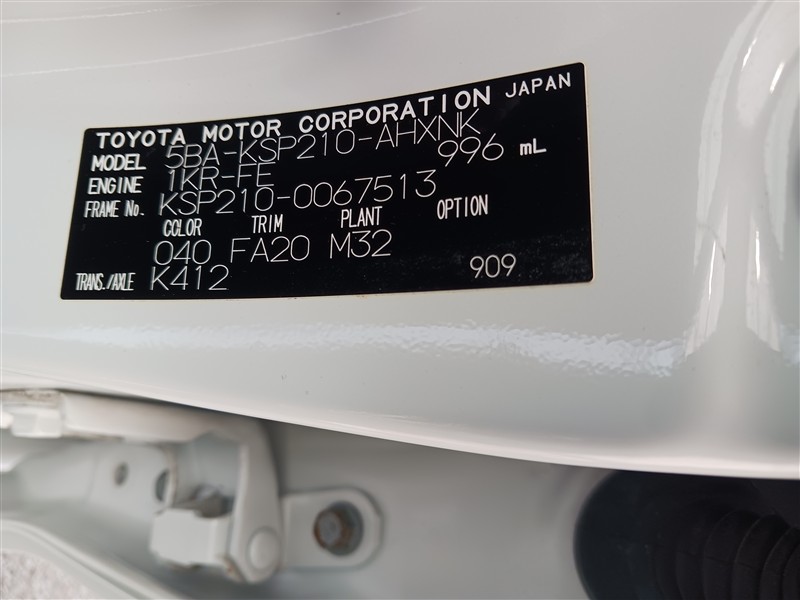 TOYOTA MOTOR CORPORATION JAPAN
MODEL 5BA-KSP210-AHXNK
ENGINE 1KR-FE 996 mL
FRAME No. KSP210-0067513
COLOR TRIM PLANT OPTION
040 FA20 M32
TRANS./AXLE K412 909